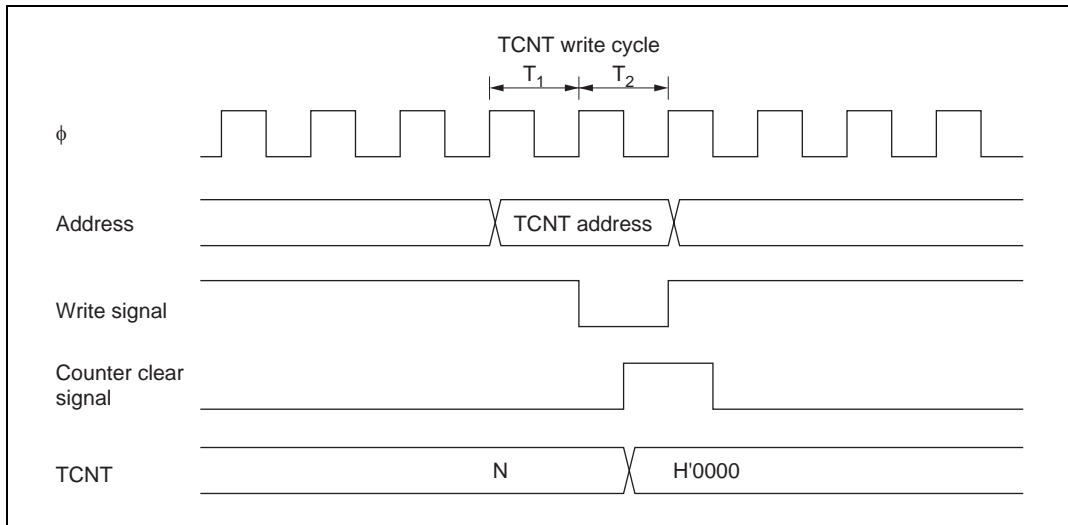 TCNT write cycle
T1 T2
ϕ
Address
TCNT address
Write signal
Counter clear
signal
TCNT
N
H'0000